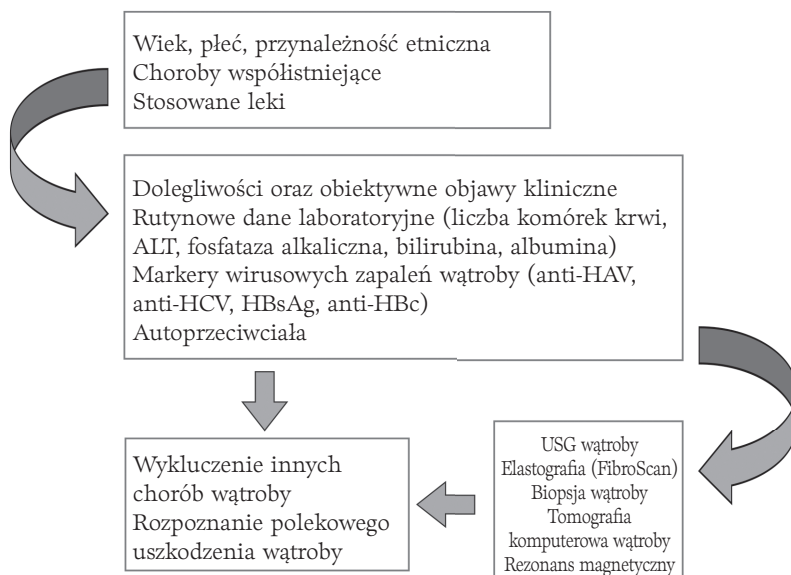 Wiek, płeć, przynależność etniczna
Choroby współistniejące
Stosowane leki
Dolegliwości oraz obiektywne objawy kliniczne
Rutynowe dane laboratoryjne (liczba komórek krwi,
ALT, fosfataza alkaliczna, bilirubina, albumina)
Markery wirusowych zapaleń wątroby (anti-HAV,
anti-HCV, HBsAg, anti-HBc)
Autoprzeciwciała
Wykluczenie innych
chorób wątroby
Rozpoznanie polekowego
uszkodzenia wątroby
USG wątroby
Elastografia (FibroScan)
Biopsja wątroby
Tomografia
komputerowa wątroby
Rezonans magnetyczny